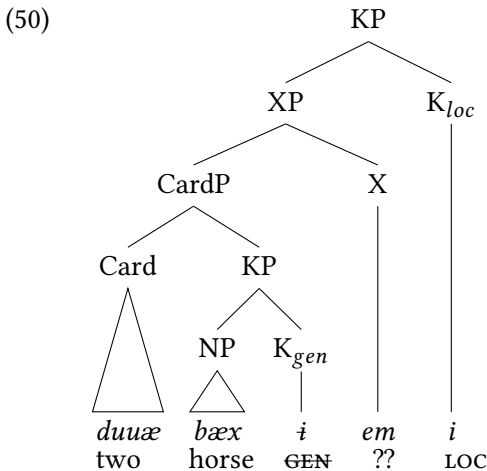 (50)
KP
XP K_loc
CardP X
Card KP
NP K_gen
duuæ bæx i em i
two horse GEN ?? LOC